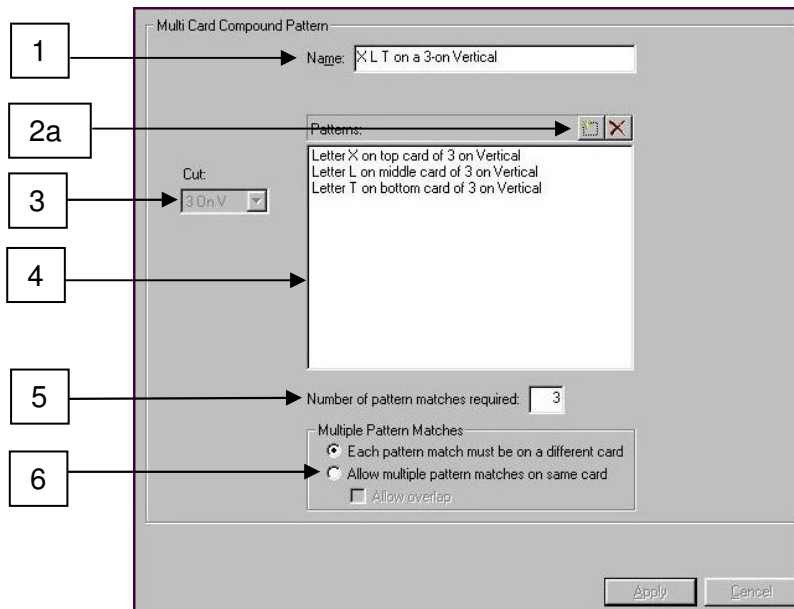 Multi Card Compound Pattern
1
Name: X L T on a 3-on Vertical
2a
Patterns:
Letter X on top card of 3 on Vertical
Letter L on middle card of 3 on Vertical
Letter T on bottom card of 3 on Vertical
Cut:
3
3 On V
4
5
Number of pattern matches required: 3
Multiple Pattern Matches
Each pattern match must be on a different card
6
Allow multiple pattern matches on same card
Allow overlap
Apply
Cancel